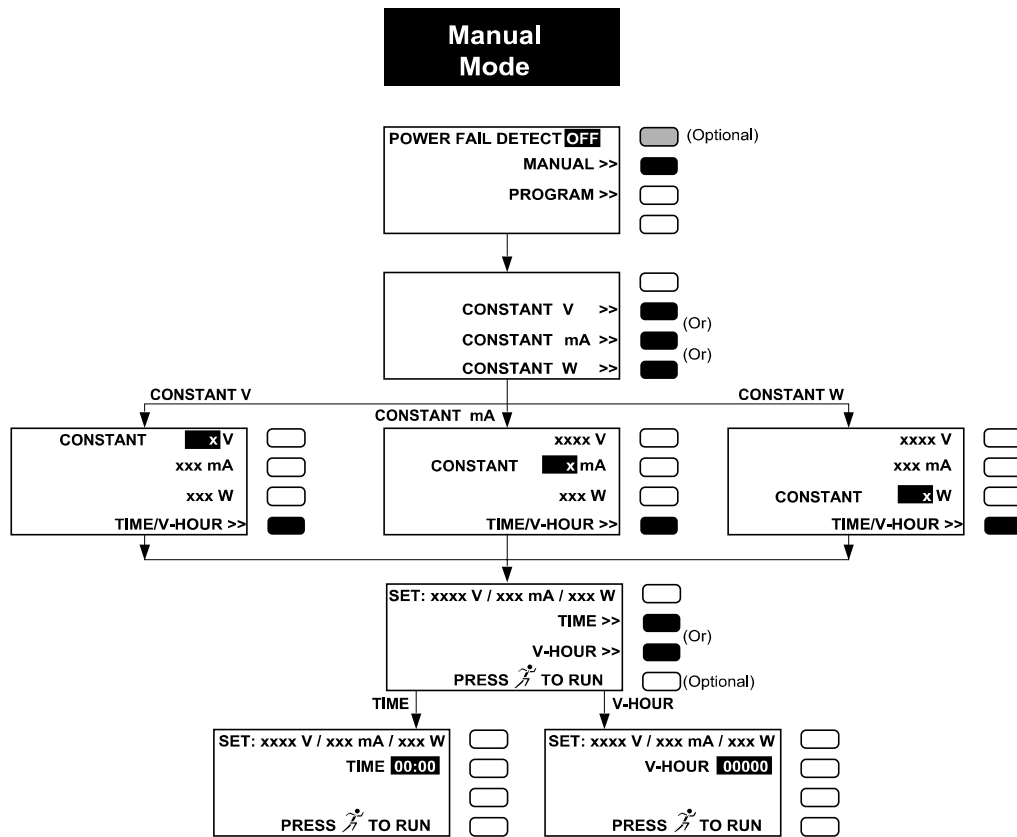 Manual
Mode
POWER FAIL DETECT OFF
(Optional)
MANUAL >>
PROGRAM >>
CONSTANT V >>
(Or)
CONSTANT mA >>
(Or)
CONSTANT W >>
CONSTANT V
CONSTANT mA
CONSTANT W
CONSTANT x V
xxx mA
xxx W
TIME/V-HOUR >>
xxxx V
CONSTANT x mA
xxx W
TIME/V-HOUR >>
xxxx V
xxx mA
CONSTANT x W
TIME/V-HOUR >>
SET: xxxx V / xxx mA / xxx W
TIME >>
(Or)
V-HOUR >>
PRESS TO RUN
(Optional)
TIME
V-HOUR
SET: xxxx V / xxx mA / xxx W
TIME 00:00
PRESS TO RUN
SET: xxxx V / xxx mA / xxx W
V-HOUR 00000
PRESS TO RUN